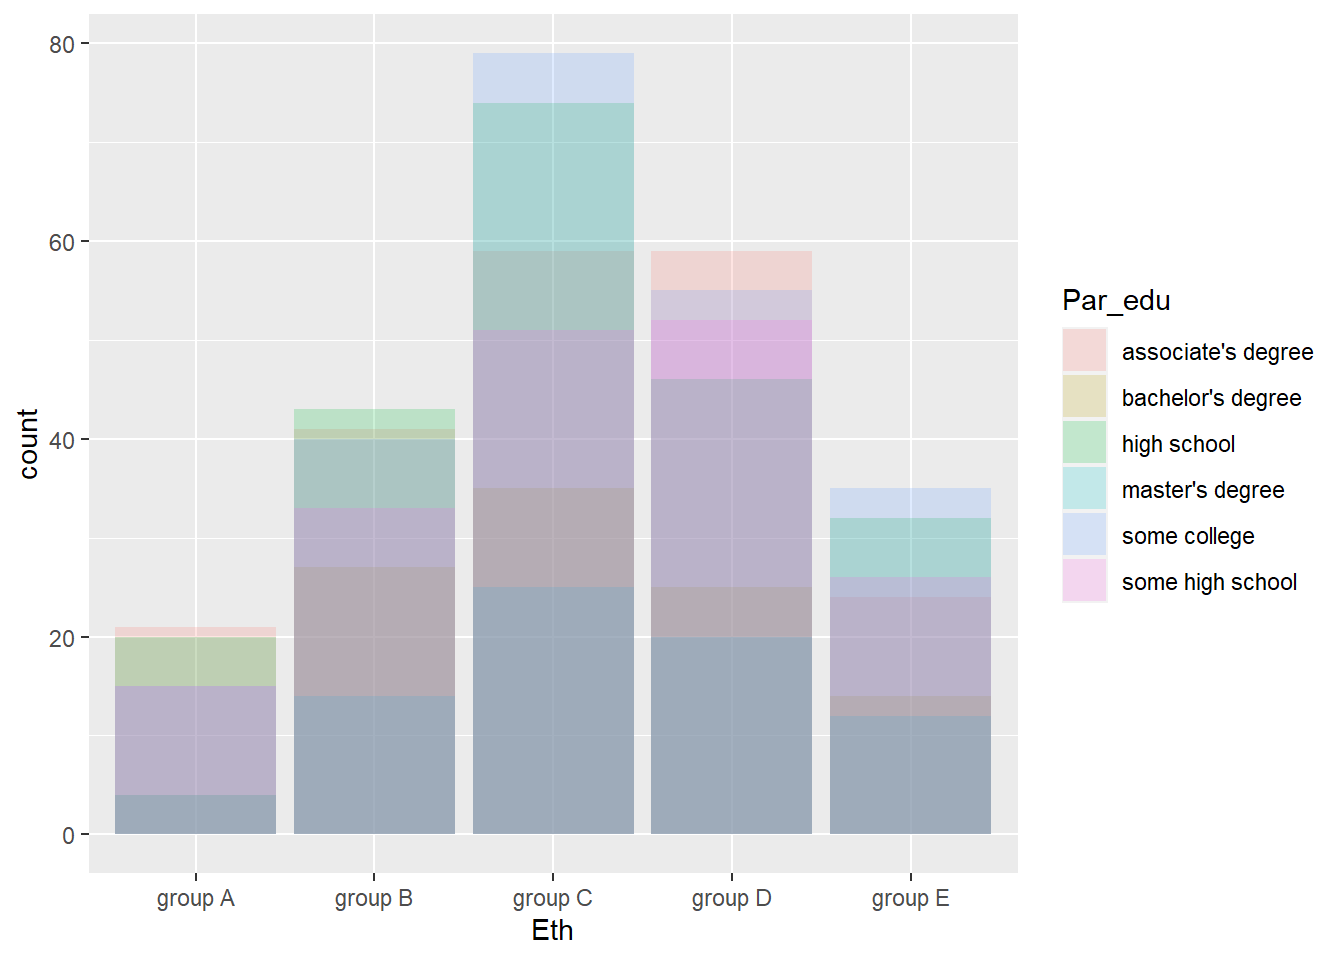 80
60
40
20
0
count
group A
group B
group C
group D
group E
Eth
Par_edu
associate's degree
bachelor's degree
high school
master's degree
some college
some high school